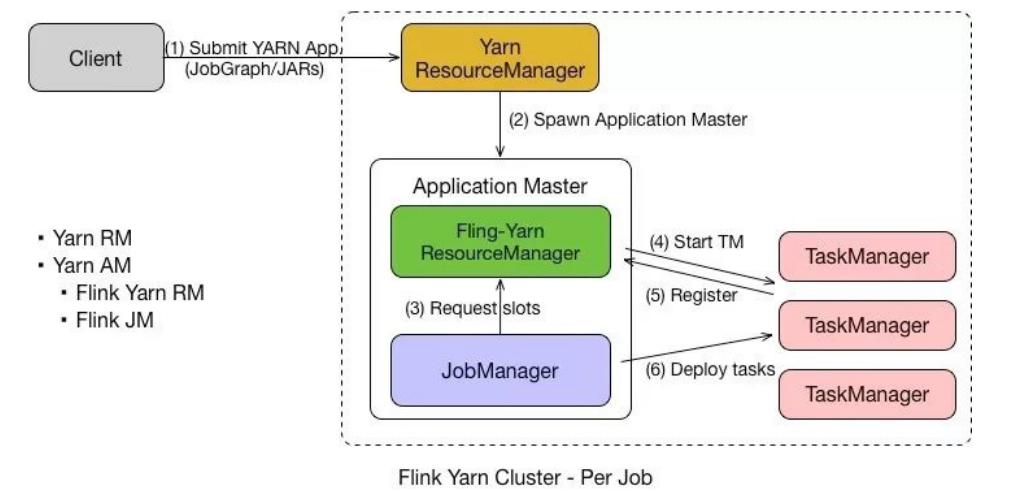 Client
(1) Submit YARN App.
(JobGraph/JARs)
Yarn
ResourceManager
(2) Spawn Application Master
Application Master
Fling-Yarn
ResourceManager
(3) Request slots
JobManager
(4) Start TM
(5) Register
(6) Deploy tasks
TaskManager
TaskManager
TaskManager
▪ Yarn RM
▪ Yarn AM
▪ Flink Yarn RM
▪ Flink JM
Flink Yarn Cluster - Per Job